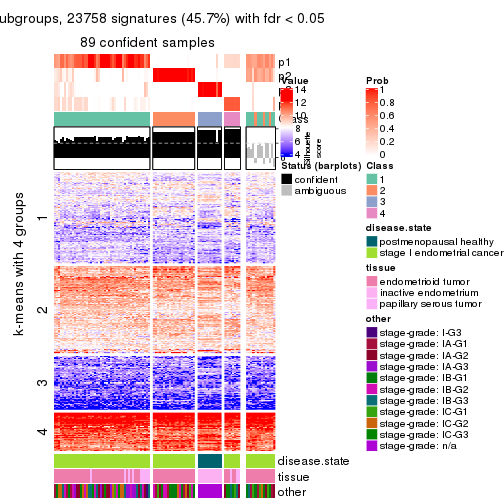 ubgroups, 23758 signatures (45.7%) with fdr < 0.05
89 confident samples
p1
p2
Class
Silhouette
score
k-means with 4 groups
1
2
3
4
disease.state
tissue
other
Value
14
12
10
8
6
4
Prob
1
0.8
0.6
0.4
0.2
0
Status (barplots)
confident
ambiguous
Class
1
2
3
4
disease.state
postmenopausal healthy
stage I endometrial cancer
tissue
endometrioid tumor
inactive endometrium
papillary serous tumor
other
stage-grade: I-G3
stage-grade: IA-G1
stage-grade: IA-G2
stage-grade: IA-G3
stage-grade: IB-G1
stage-grade: IB-G2
stage-grade: IB-G3
stage-grade: IC-G1
stage-grade: IC-G2
stage-grade: IC-G3
stage-grade: n/a